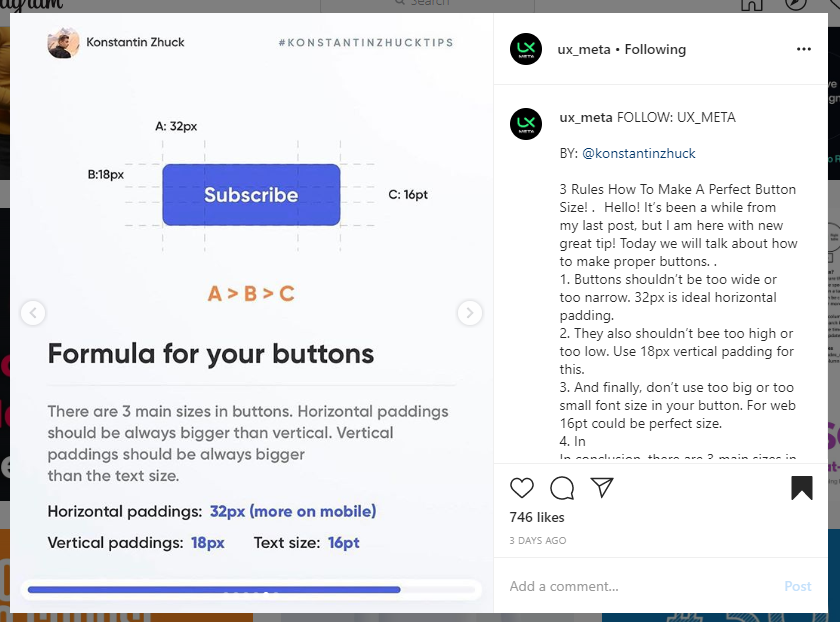 Search
Konstantin Zhuck
#KONSTANTINZHUCKTIPS
A: 32px
B:18px
Subscribe
C: 16pt
A > B > C
Formula for your buttons
There are 3 main sizes in buttons. Horizontal paddings
should be always bigger than vertical. Vertical
paddings should be always bigger
than the text size.
Horizontal paddings: 32px (more on mobile)
Vertical paddings: 18px Text size: 16pt
UX
META
ux_meta • Following
UX
META
ux_meta FOLLOW: UX_META
BY: @konstantinzhuck
3 Rules How To Make A Perfect Button
Size! . Hello! It’s been a while from
my last post, but I am here with new
great tip! Today we will talk about how
to make proper buttons. .
1. Buttons shouldn’t be too wide or
too narrow. 32px is ideal horizontal
padding.
2. They also shouldn’t bee too high or
too low. Use 18px vertical padding for
this.
3. And finally, don’t use too big or too
small font size in your button. For web
16pt could be perfect size.
4. In
In conclusion, there are 3 main sizes in
746 likes
3 DAYS AGO
Add a comment...
Post